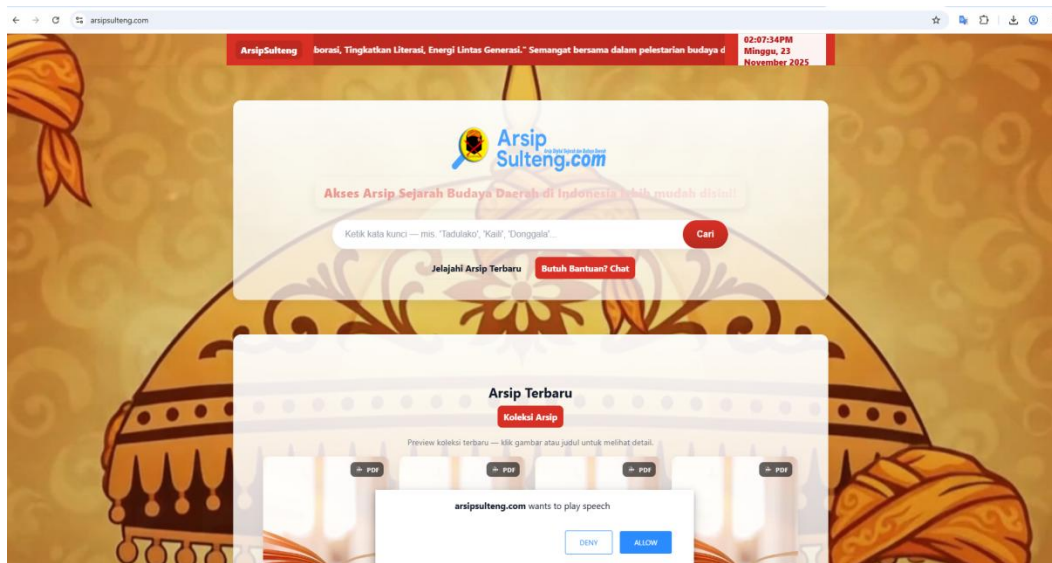 arsipsulteng.com
ArsipSulteng
borasi, Tingkatkan Literasi, Energi Lintas Generasi." Semangat bersama dalam pelestarian budaya d
02:07:34PM
Minggu, 23
November 2025
Arsip
Sulteng.com
Akses Arsip Sejarah Budaya Daerah di Indonesia lebih mudah disini!
Ketik kata kunci — mis. 'Tadulako', 'Kaili', 'Donggala'...
Cari
Jelajahi Arsip Terbaru
Butuh Bantuan? Chat
Arsip Terbaru
Koleksi Arsip
Preview koleksi terbaru — klik gambar atau judul untuk melihat detail.
PDF
PDF
PDF
PDF
arsipsulteng.com wants to play speech
DENY
ALLOW